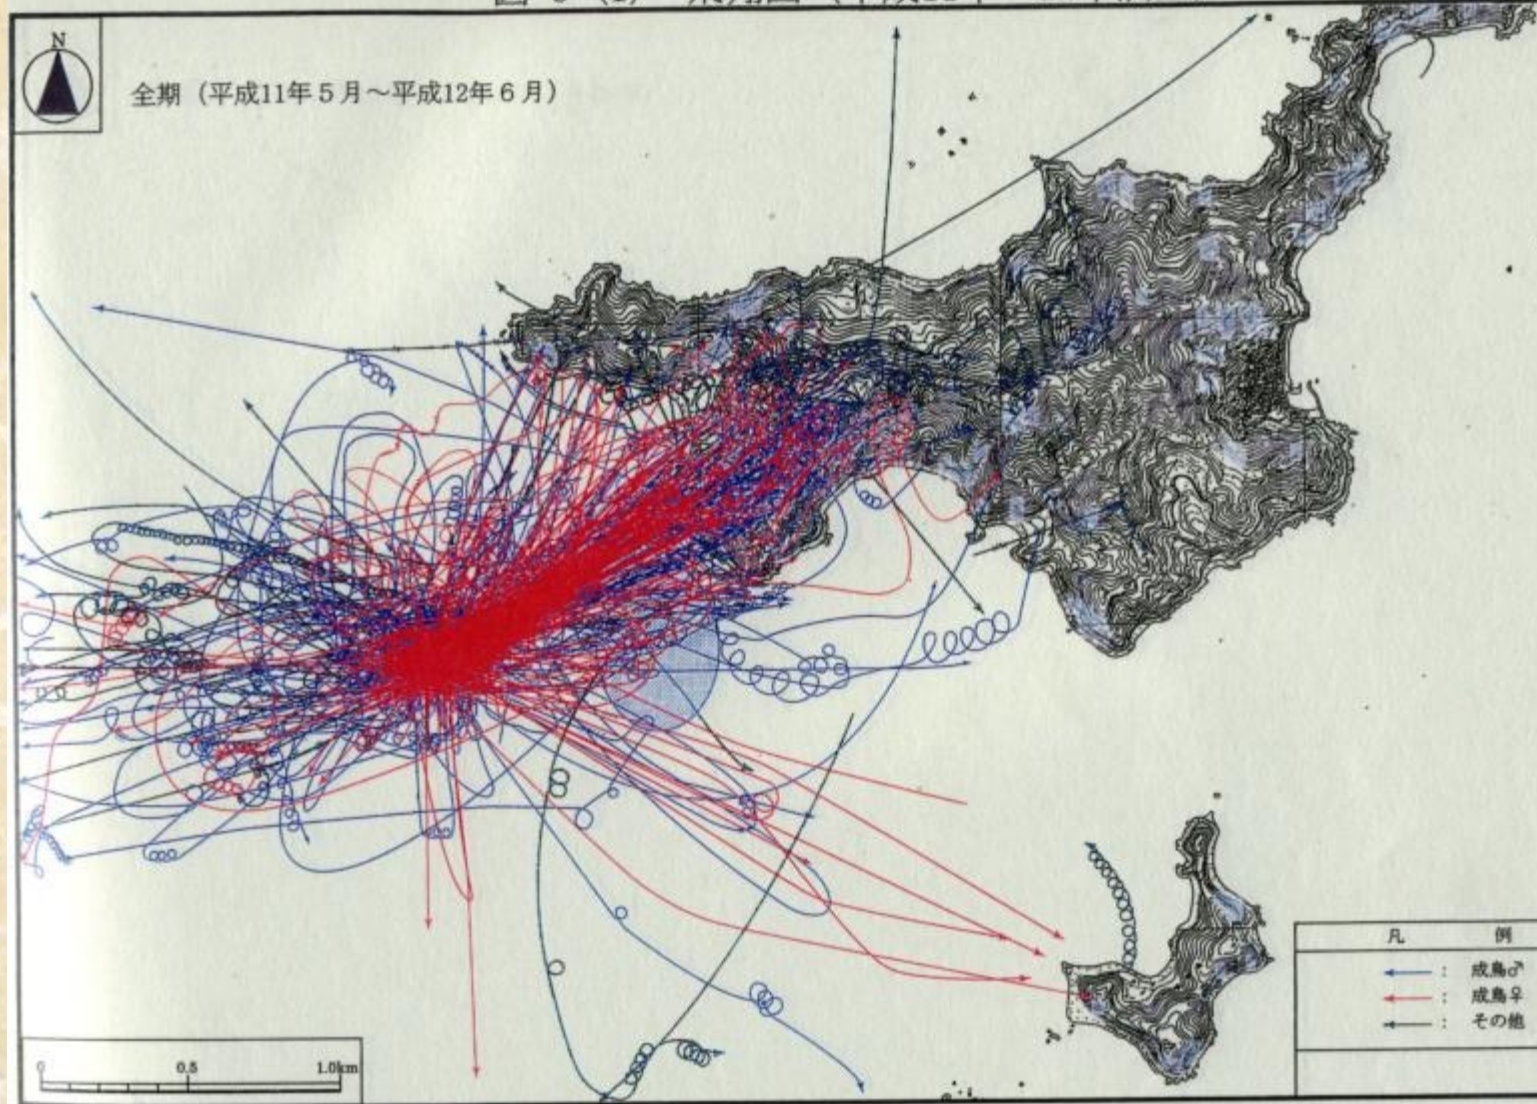 N
全期（平成11年５月～平成12年６月）
凡 例
： 成鳥♂
： 成鳥♀
： その他
0 0.5 1.0km